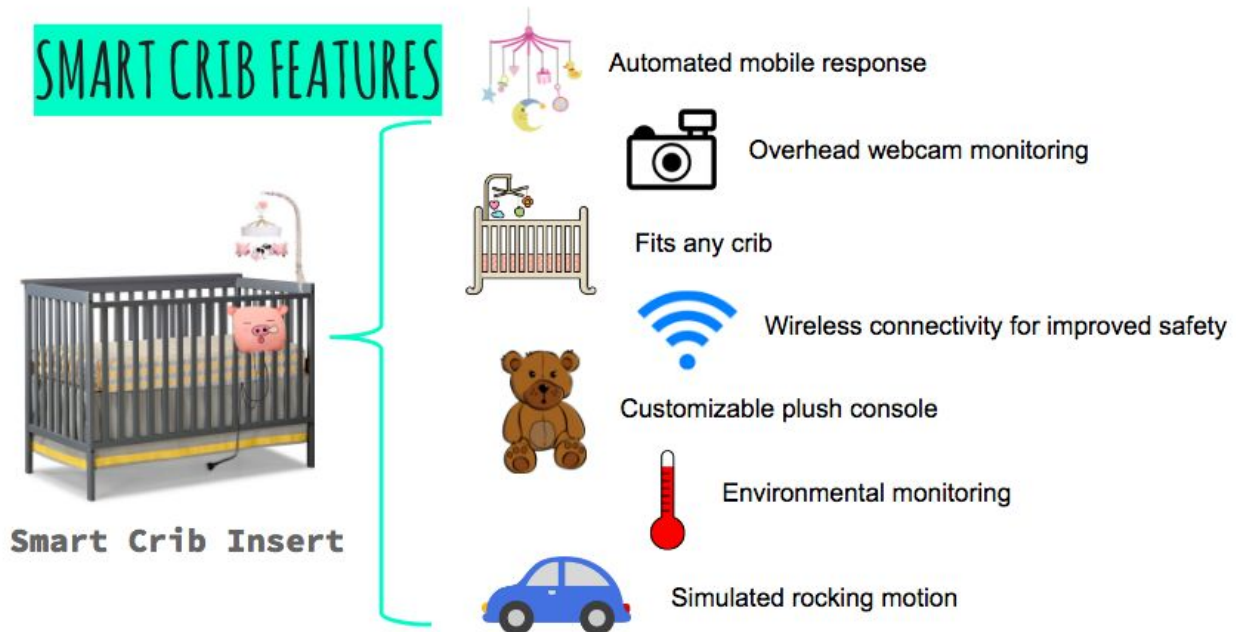 SMART CRIB FEATURES
Automated mobile response
Overhead webcam monitoring
Fits any crib
Wireless connectivity for improved safety
Customizable plush console
Environmental monitoring
Simulated rocking motion
Smart Crib Insert